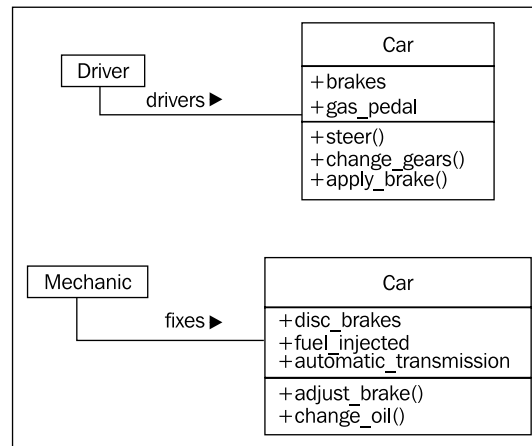 Driver
drivers ▶
Car
+brakes
+gas_pedal
+steer()
+change_gears()
+apply_brake()
Mechanic
fixes ▶
Car
+disc_brakes
+fuel_injected
+automatic_transmission
+adjust_brake()
+change_oil()